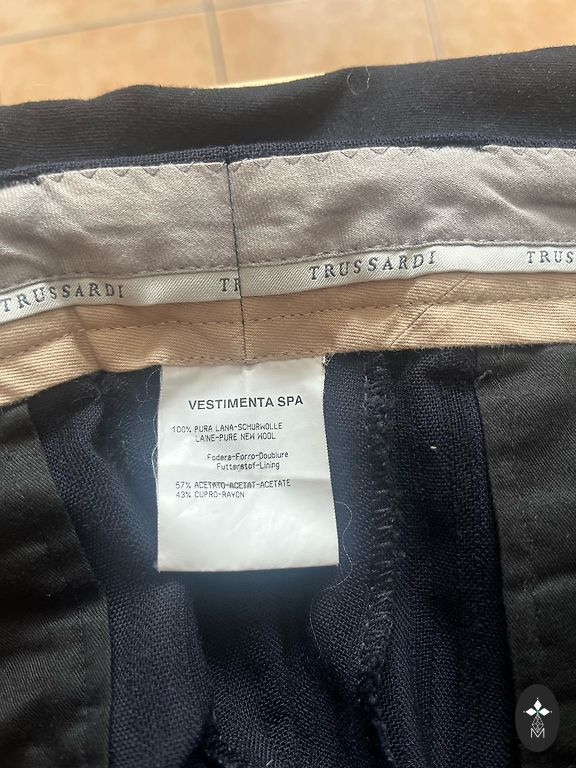 TRUSSARDI TR TRUSSARDI TRUSS
VESTIMENTA SPA
100% PURA LANA-SCHURWOLLE
LAINE-PURE NEW WOOL
Fodera-Forro-Doublure
Futterstof-Lining
57% ACETATO-ACETAT-ACETATE
43% CUPRO-RAYON
M